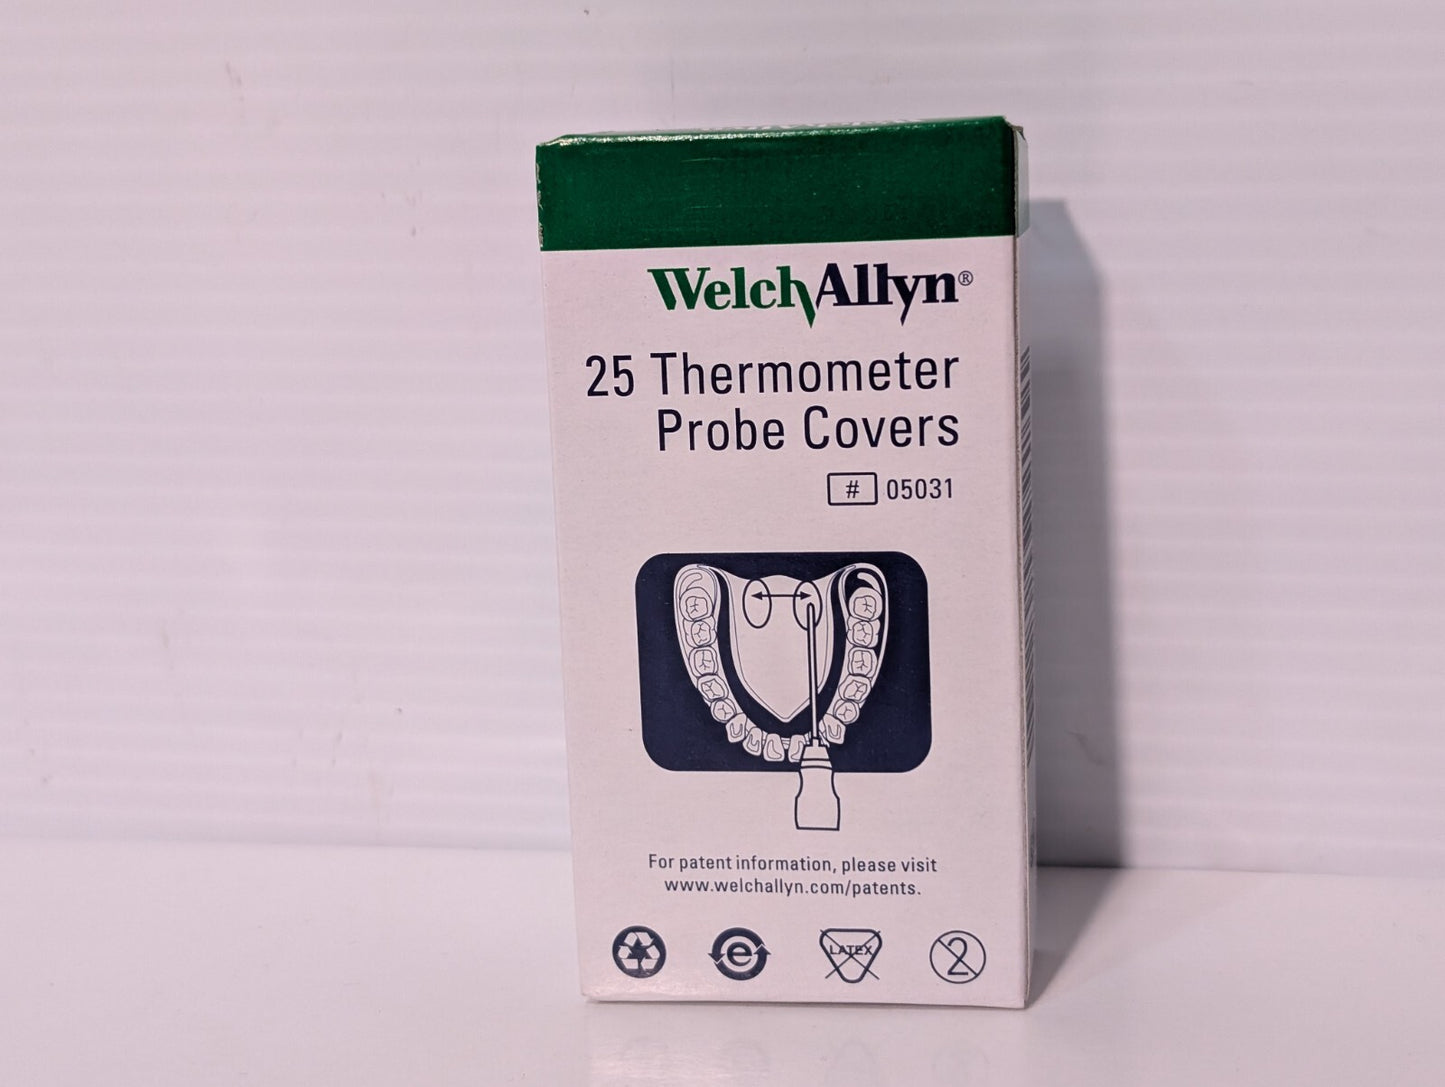 WelchAllyn®
25 Thermometer
Probe Covers
# 05031
For patent information, please visit
www.welchallyn.com/patents.
e
LATEX
2